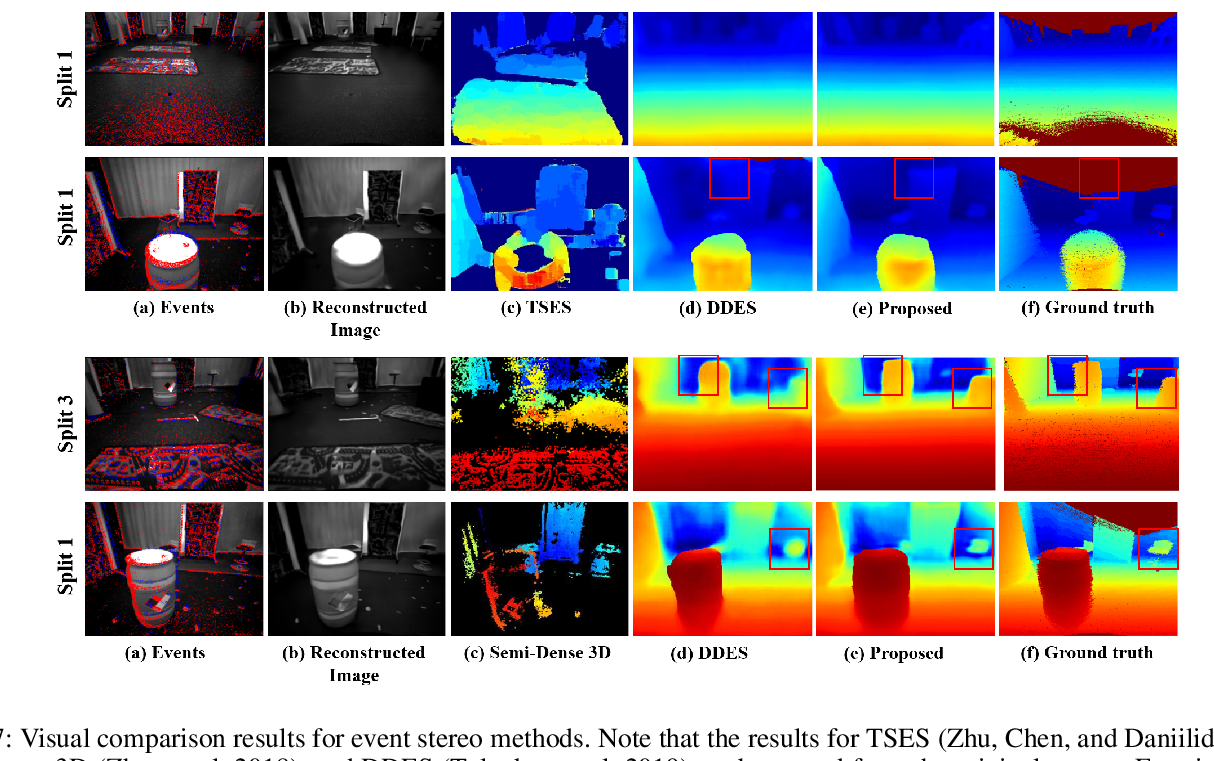 Split 1
Split 1
(a) Events
(b) Reconstructed
Image
(c) TSES
(d) DDES
(e) Proposed
(f) Ground truth
Split 3
Split 1
(a) Events
(b) Reconstructed
Image
(c) Semi-Dense 3D
(d) DDES
(e) Proposed
(f) Ground truth
7: Visual comparison results for event stereo methods. Note that the results for TSES (Zhu, Chen, and Daniilid